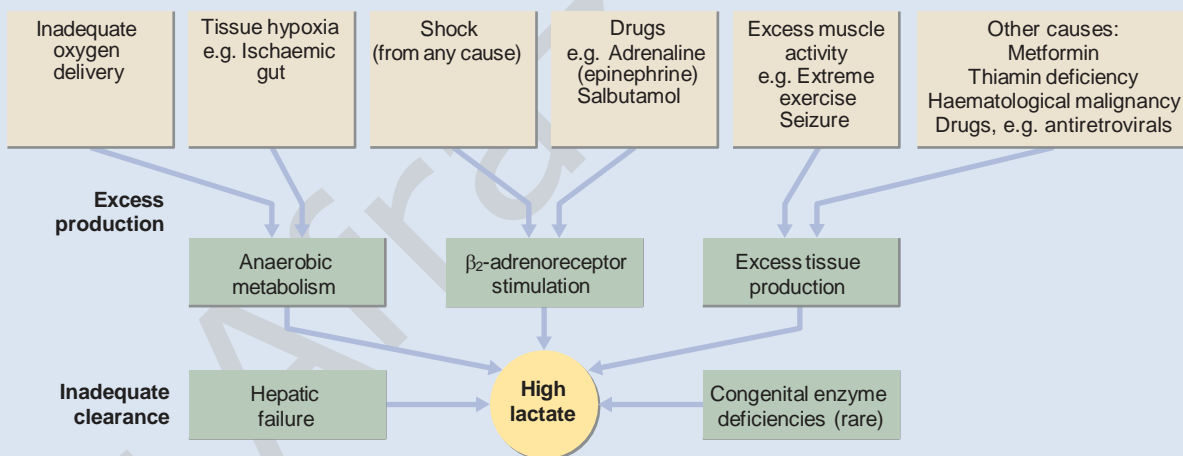 Inadequate
oxygen
delivery
Tissue hypoxia
e.g. Ischaemic
gut
Shock
(from any cause)
Drugs
e.g. Adrenaline
(epinephrine)
Salbutamol
Excess muscle
activity
e.g. Extreme
exercise
Seizure
Other causes:
Metformin
Thiamin deficiency
Haematological malignancy
Drugs, e.g. antiretrovirals
Excess
production
Anaerobic
metabolism
β₂-adrenoreceptor
stimulation
Excess tissue
production
Inadequate
clearance
Hepatic
failure
High
lactate
Congenital enzyme
deficiencies (rare)